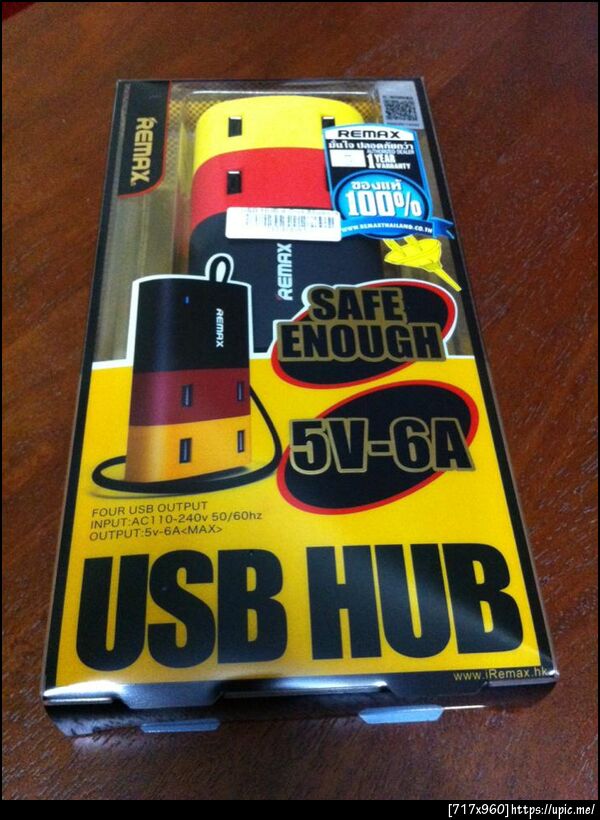 REMAX
REMAX
มั่นใจ ปลอดภัยกว่า
AUTHORIZED DEALER
1 YEAR
WARRANTY
ของแท้
100%
WWW.REMAXTHAILAND.CO.TH
REMAX
REMAX
SAFE
ENOUGH
5V-6A
FOUR USB OUTPUT
INPUT:AC110-240v 50/60hz
OUTPUT:5v-6A<MAX>
USB HUB
www.iRemax.hk
[717x960]https://upic.me/